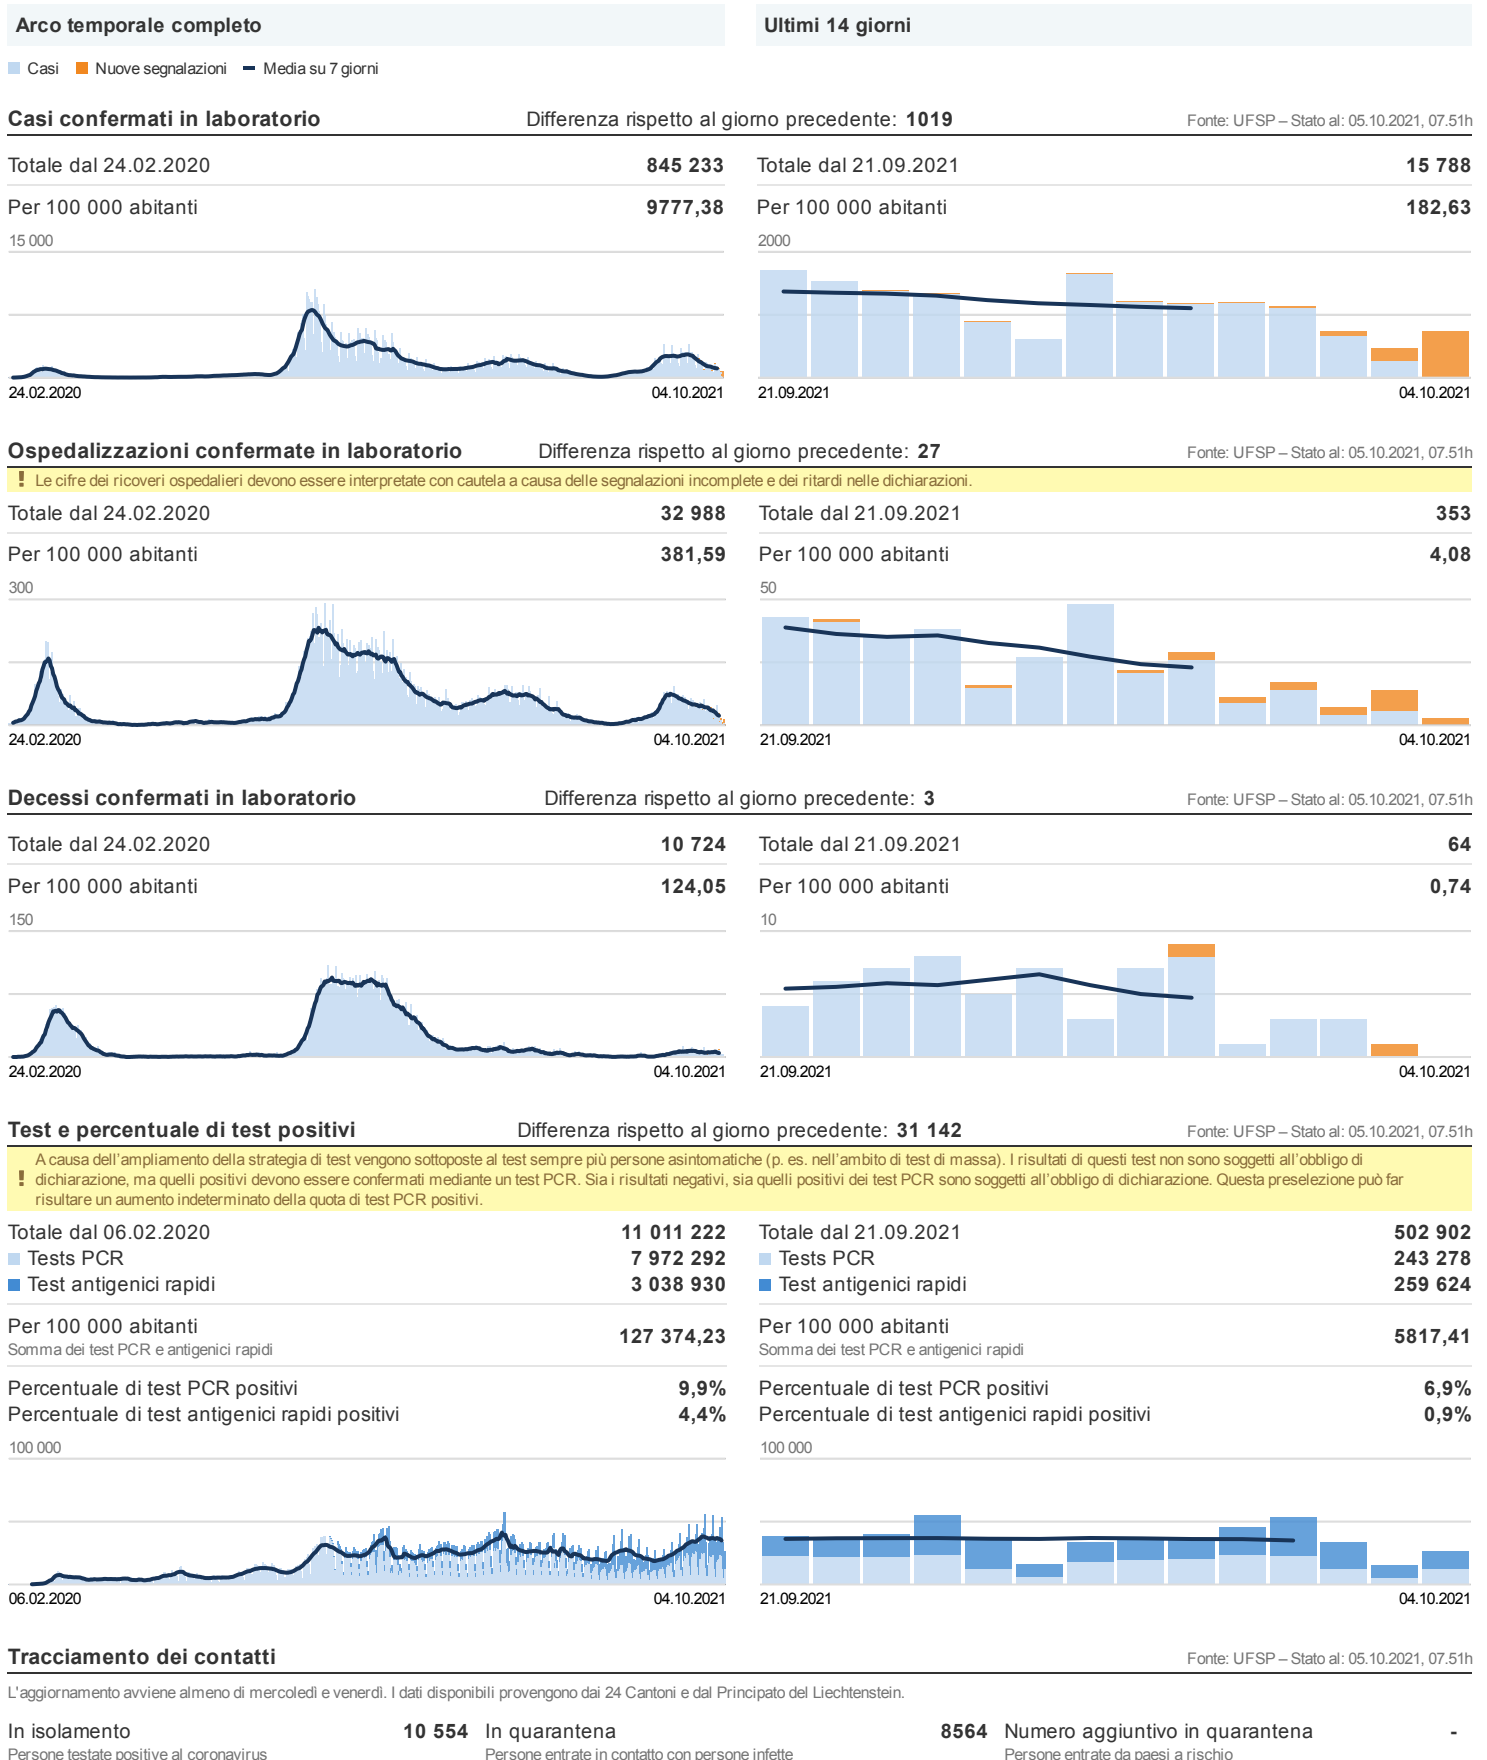 Arco temporale completo
Ultimi 14 giorni
Casi Nuove segnalazioni Media su 7 giorni
Casi confermati in laboratorio Differenza rispetto al giorno precedente: 1019 Fonte: UFSP – Stato al: 05.10.2021, 07.51h
Totale dal 24.02.2020 845 233
Per 100 000 abitanti 9777,38
15 000
24.02.2020 04.10.2021
Totale dal 21.09.2021 15 788
Per 100 000 abitanti 182,63
2000
21.09.2021 04.10.2021
Ospedalizzazioni confermate in laboratorio Differenza rispetto al giorno precedente: 27 Fonte: UFSP – Stato al: 05.10.2021, 07.51h
! Le cifre dei ricoveri ospedalieri devono essere interpretate con cautela a causa delle segnalazioni incomplete e dei ritardi nelle dichiarazioni.
Totale dal 24.02.2020 32 988
Per 100 000 abitanti 381,59
300
24.02.2020 04.10.2021
Totale dal 21.09.2021 353
Per 100 000 abitanti 4,08
50
21.09.2021 04.10.2021
Decessi confermati in laboratorio Differenza rispetto al giorno precedente: 3 Fonte: UFSP – Stato al: 05.10.2021, 07.51h
Totale dal 24.02.2020 10 724
Per 100 000 abitanti 124,05
150
24.02.2020 04.10.2021
Totale dal 21.09.2021 64
Per 100 000 abitanti 0,74
10
21.09.2021 04.10.2021
Test e percentuale di test positivi Differenza rispetto al giorno precedente: 31 142 Fonte: UFSP – Stato al: 05.10.2021, 07.51h
A causa dell'ampliamento della strategia di test vengono sottoposte al test sempre più persone asintomatiche (p. es. nell'ambito di test di massa). I risultati di questi test non sono soggetti all'obbligo di
! dichiarazione, ma quelli positivi devono essere confermati mediante un test PCR. Sia i risultati negativi, sia quelli positivi dei test PCR sono soggetti all'obbligo di dichiarazione. Questa preselezione può far
risultare un aumento indeterminato della quota di test PCR positivi.
Totale dal 06.02.2020 11 011 222
Tests PCR 7 972 292
Test antigenici rapidi 3 038 930
Per 100 000 abitanti 127 374,23
Somma dei test PCR e antigenici rapidi
Percentuale di test PCR positivi 9,9%
Percentuale di test antigenici rapidi positivi 4,4%
100 000
06.02.2020 04.10.2021
Totale dal 21.09.2021 502 902
Tests PCR 243 278
Test antigenici rapidi 259 624
Per 100 000 abitanti 5817,41
Somma dei test PCR e antigenici rapidi
Percentuale di test PCR positivi 6,9%
Percentuale di test antigenici rapidi positivi 0,9%
100 000
21.09.2021 04.10.2021
Tracciamento dei contatti Fonte: UFSP – Stato al: 05.10.2021, 07.51h
L'aggiornamento avviene almeno di mercoledì e venerdì. I dati disponibili provengono dai 24 Cantoni e dal Principato del Liechtenstein.
In isolamento 10 554
Persone testate positive al coronavirus
In quarantena 8564
Persone entrate in contatto con persone infette
Numero aggiuntivo in quarantena -
Persone entrate da paesi a rischio